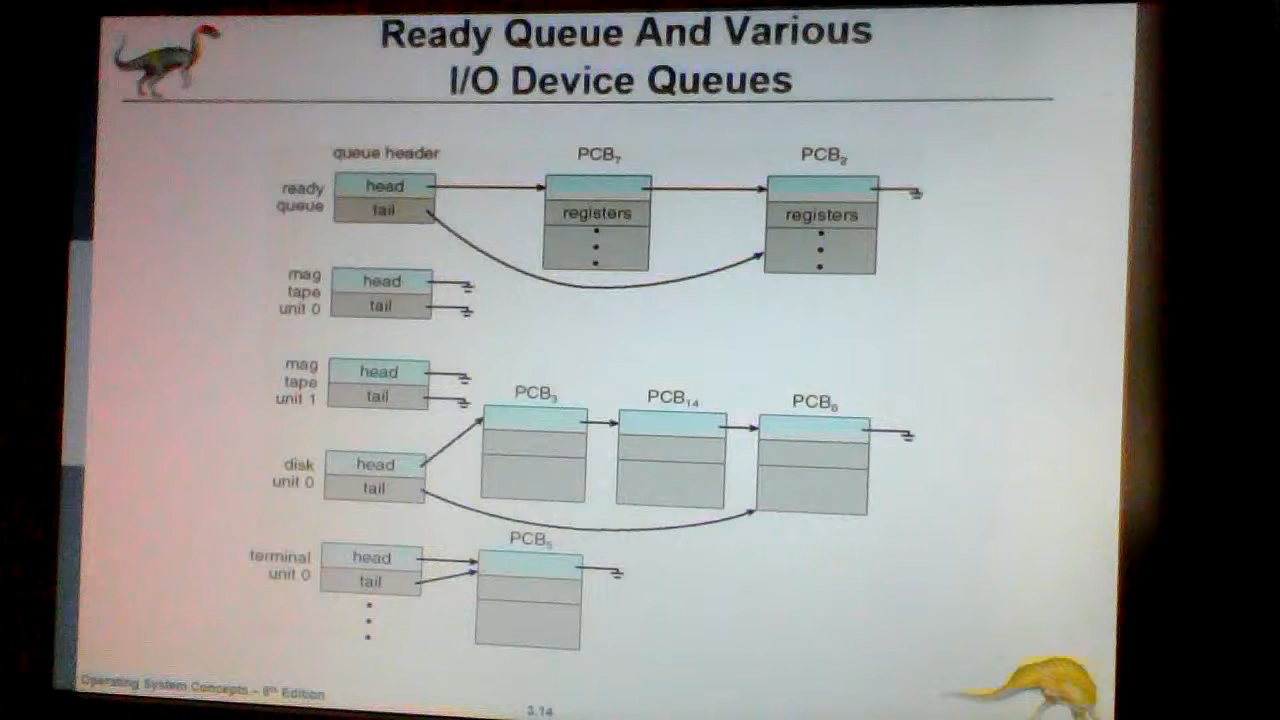 Ready Queue And Various
I/O Device Queues
queue header
PCB₇
PCB₂
ready
queue
head
tail
registers
registers
mag
tape
unit 0
head
tail
mag
tape
unit 1
head
tail
PCB₃
PCB₁₄
PCB₆
disk
unit 0
head
tail
PCB₅
terminal
unit 0
head
tail
Operating System Concepts – 8th Edition
3.14